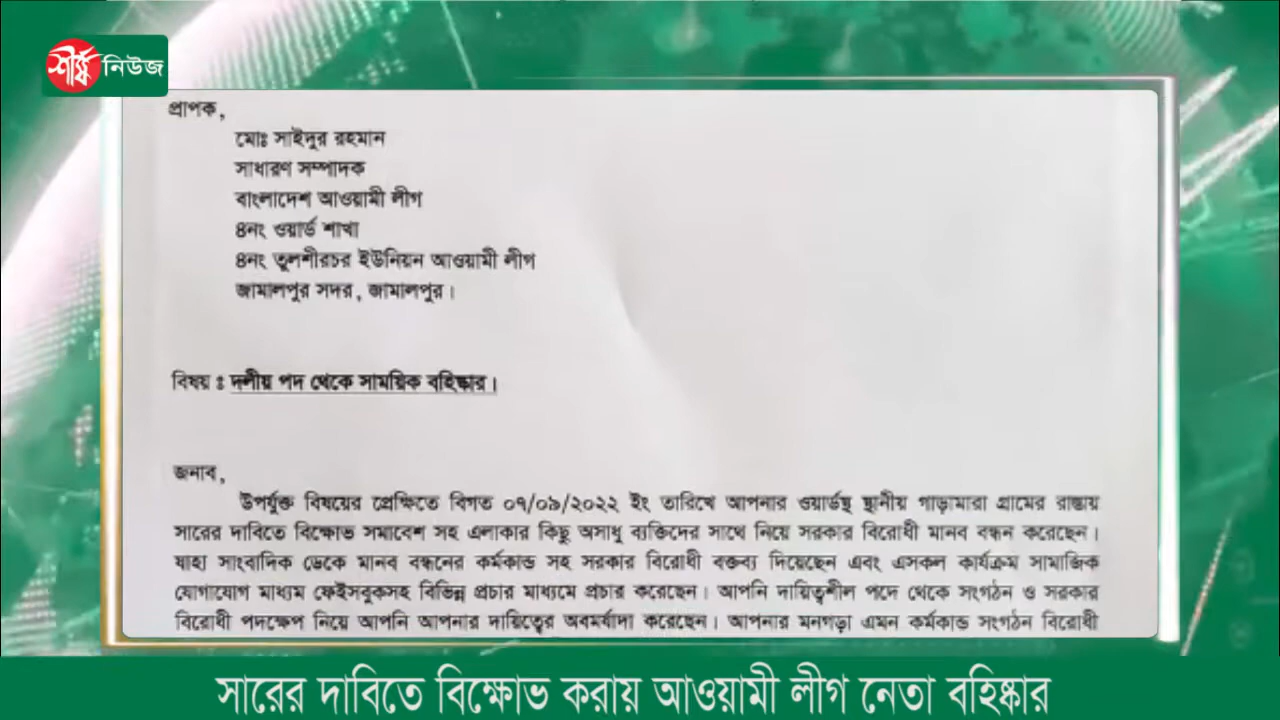 শীর্ষ নিউজ
প্রাপক,
মোঃ সাইদুর রহমান
সাধারণ সম্পাদক
বাংলাদেশ আওয়ামী লীগ
৪নং ওয়ার্ড শাখা
৪নং তুলশীরচর ইউনিয়ন আওয়ামী লীগ
জামালপুর সদর, জামালপুর।
বিষয় ঃ দলীয় পদ থেকে সাময়িক বহিষ্কার।
জনাব,
উপর্যুক্ত বিষয়ের প্রেক্ষিতে বিগত ০৭/০৯/২০২২ ইং তারিখে আপনার ওয়ার্ডস্থ স্থানীয় গাড়ামারা গ্রামের রাস্তায়
সারের দাবিতে বিক্ষোভ সমাবেশ সহ এলাকার কিছু অসাধু ব্যক্তিদের সাথে নিয়ে সরকার বিরোধী মানব বন্ধন করেছেন।
যাহা সাংবাদিক ডেকে মানব বন্ধনের কর্মকান্ড সহ সরকার বিরোধী বক্তব্য দিয়েছেন এবং এসকল কার্যক্রম সামাজিক
যোগাযোগ মাধ্যম ফেইসবুকসহ বিভিন্ন প্রচার মাধ্যমে প্রচার করেছেন। আপনি দায়িত্বশীল পদে থেকে সংগঠন ও সরকার
বিরোধী পদক্ষেপ নিয়ে আপনি আপনার দায়িত্বের অবমর্যাদা করেছেন। আপনার মনগড়া এমন কর্মকান্ড সংগঠন বিরোধী
সারের দাবিতে বিক্ষোভ করায় আওয়ামী লীগ নেতা বহিষ্কার